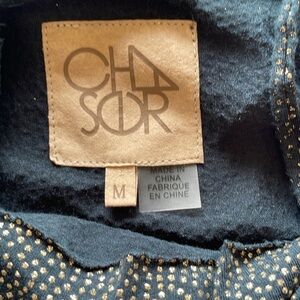 CHA
SER
M
MADE IN
CHINA
FABRIQUE
EN CHINE